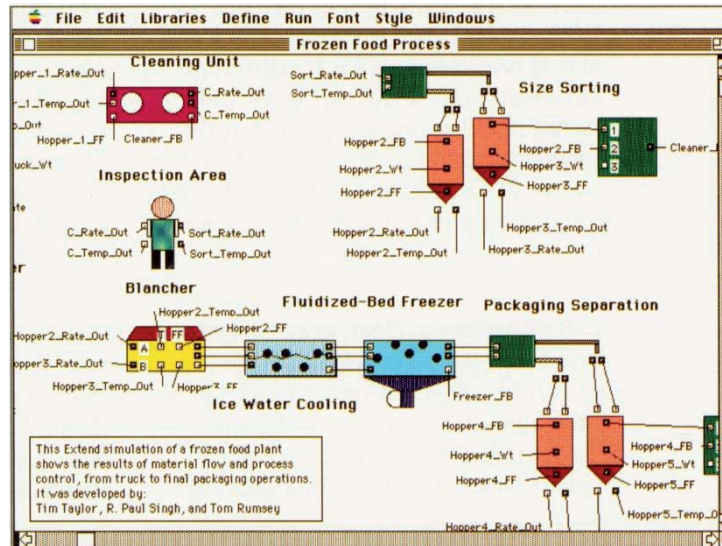 File Edit Libraries Define Run Font Style Windows
Frozen Food Process
Cleaning Unit
Hopper_1_FF
Cleaner_FB
C_Rate_Out
C_Temp_Out
Sort_Rate_Out
Sort_Temp_Out
Size Sorting
Hopper2_FB
Hopper2_Wt
Hopper2_FF
Hopper2_FB
Hopper3_Wt
Hopper3_FF
1
2
3
Hopper2_Rate_Out
Hopper2_Temp_Out
Hopper3_Temp_Out
Hopper3_Rate_Out
Inspection Area
C_Rate_Out
C_Temp_Out
Sort_Rate_Out
Sort_Temp_Out
Blancher
Hopper2_Temp_Out
Hopper2_FF
Hopper2_Rate_Out
T FF
A
B
Hopper3_Temp_Out
Fluidized-Bed Freezer
Ice Water Cooling
Freezer_FB
Packaging Separation
Hopper4_FB
Hopper4_Wt
Hopper4_FF
Hopper4_FB
Hopper5_Wt
Hopper5_FF
Hopper4_Rate_Out
This Extend simulation of a frozen food plant
shows the results of material flow and process
control, from truck to final packaging operations.
It was developed by:
Tim Taylor, R. Paul Singh, and Tom Rumsey